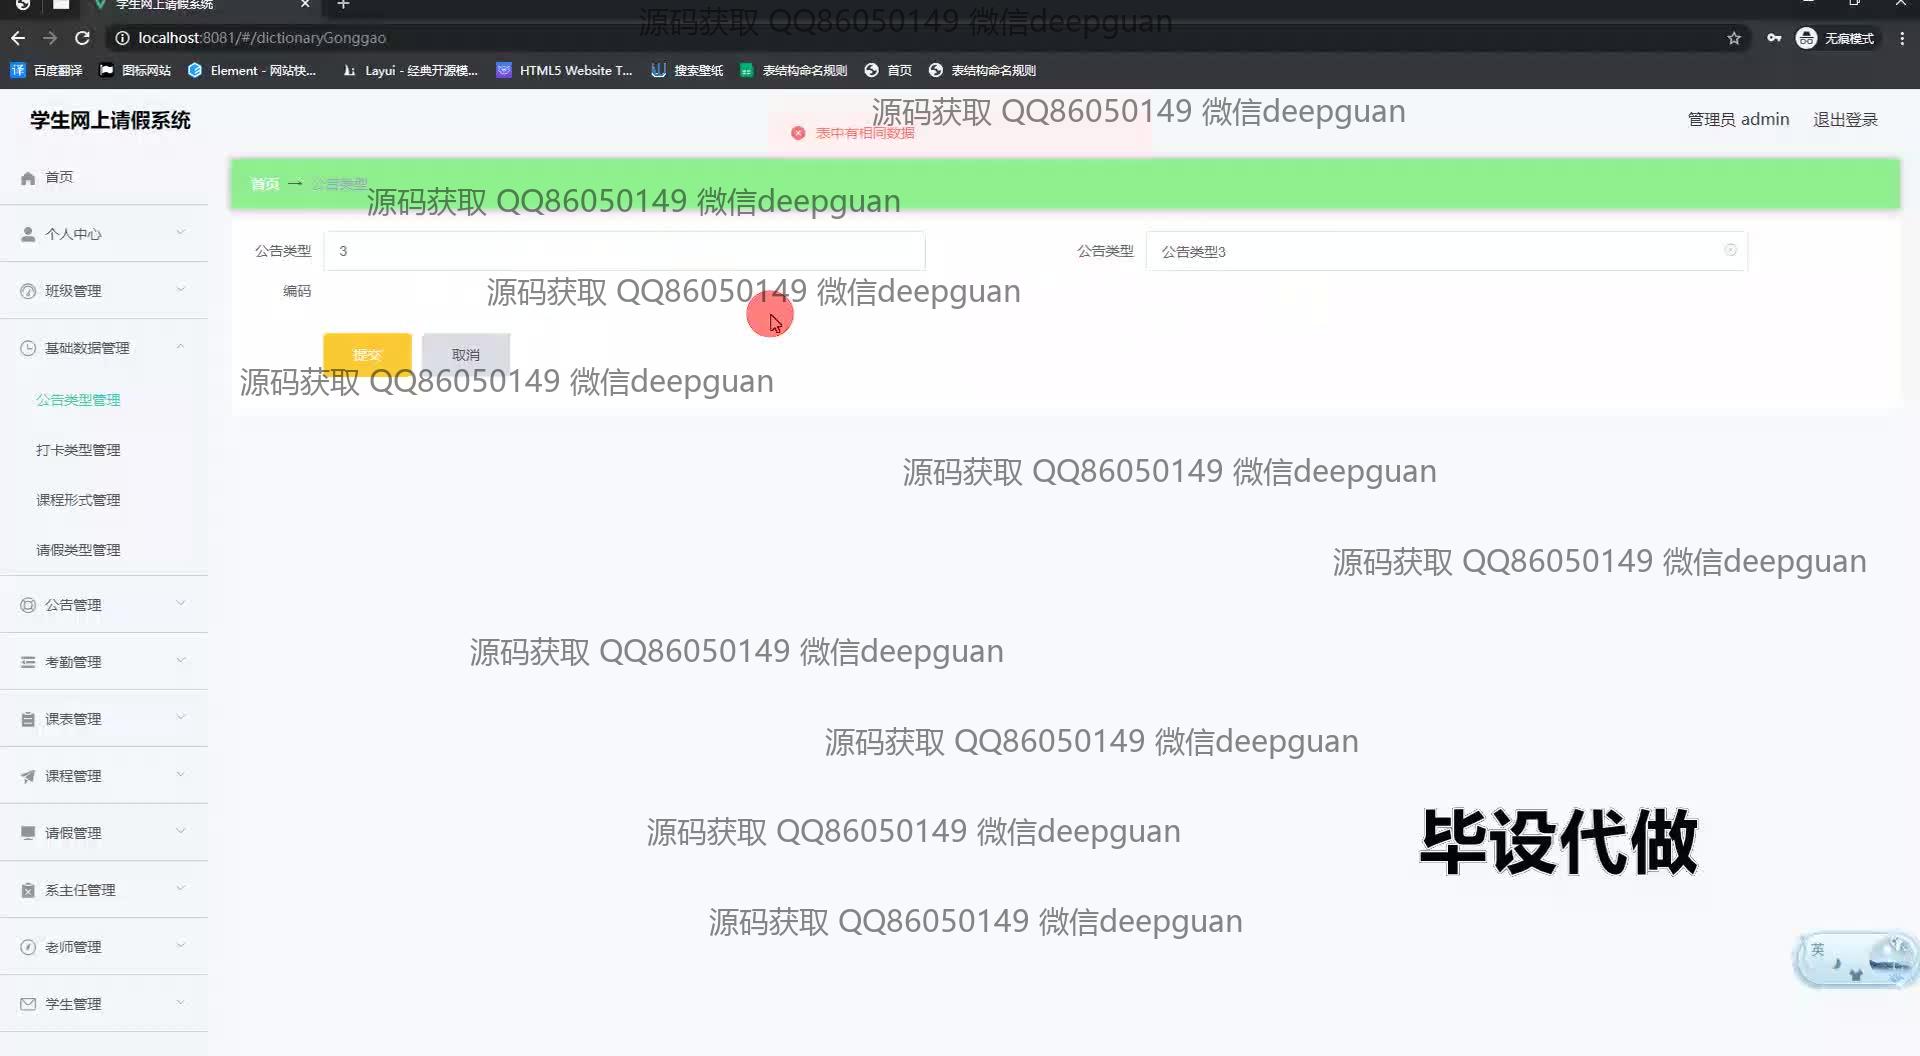 学生网上请假系统
源码获取 QQ86050149 微信deepguan
localhost:8081/#/dictionaryGonggao
无痕模式
百度翻译
图标网站
Element - 网站快...
Layui - 经典开源模...
HTML5 Website T...
搜索壁纸
表结构命名规则
首页
表结构命名规则
学生网上请假系统
源码获取 QQ86050149 微信deepguan
管理员 admin
退出登录
表中有相同数据
首页
首页 → 公告类型
源码获取 QQ86050149 微信deepguan
个人中心
公告类型
3
公告类型
公告类型3
班级管理
编码
源码获取 QQ86050149 微信deepguan
基础数据管理
提交
取消
源码获取 QQ86050149 微信deepguan
公告类型管理
打卡类型管理
源码获取 QQ86050149 微信deepguan
课程形式管理
请假类型管理
源码获取 QQ86050149 微信deepguan
公告管理
考勤管理
源码获取 QQ86050149 微信deepguan
课表管理
源码获取 QQ86050149 微信deepguan
课程管理
请假管理
源码获取 QQ86050149 微信deepguan
毕设代做
系主任管理
源码获取 QQ86050149 微信deepguan
老师管理
英
学生管理